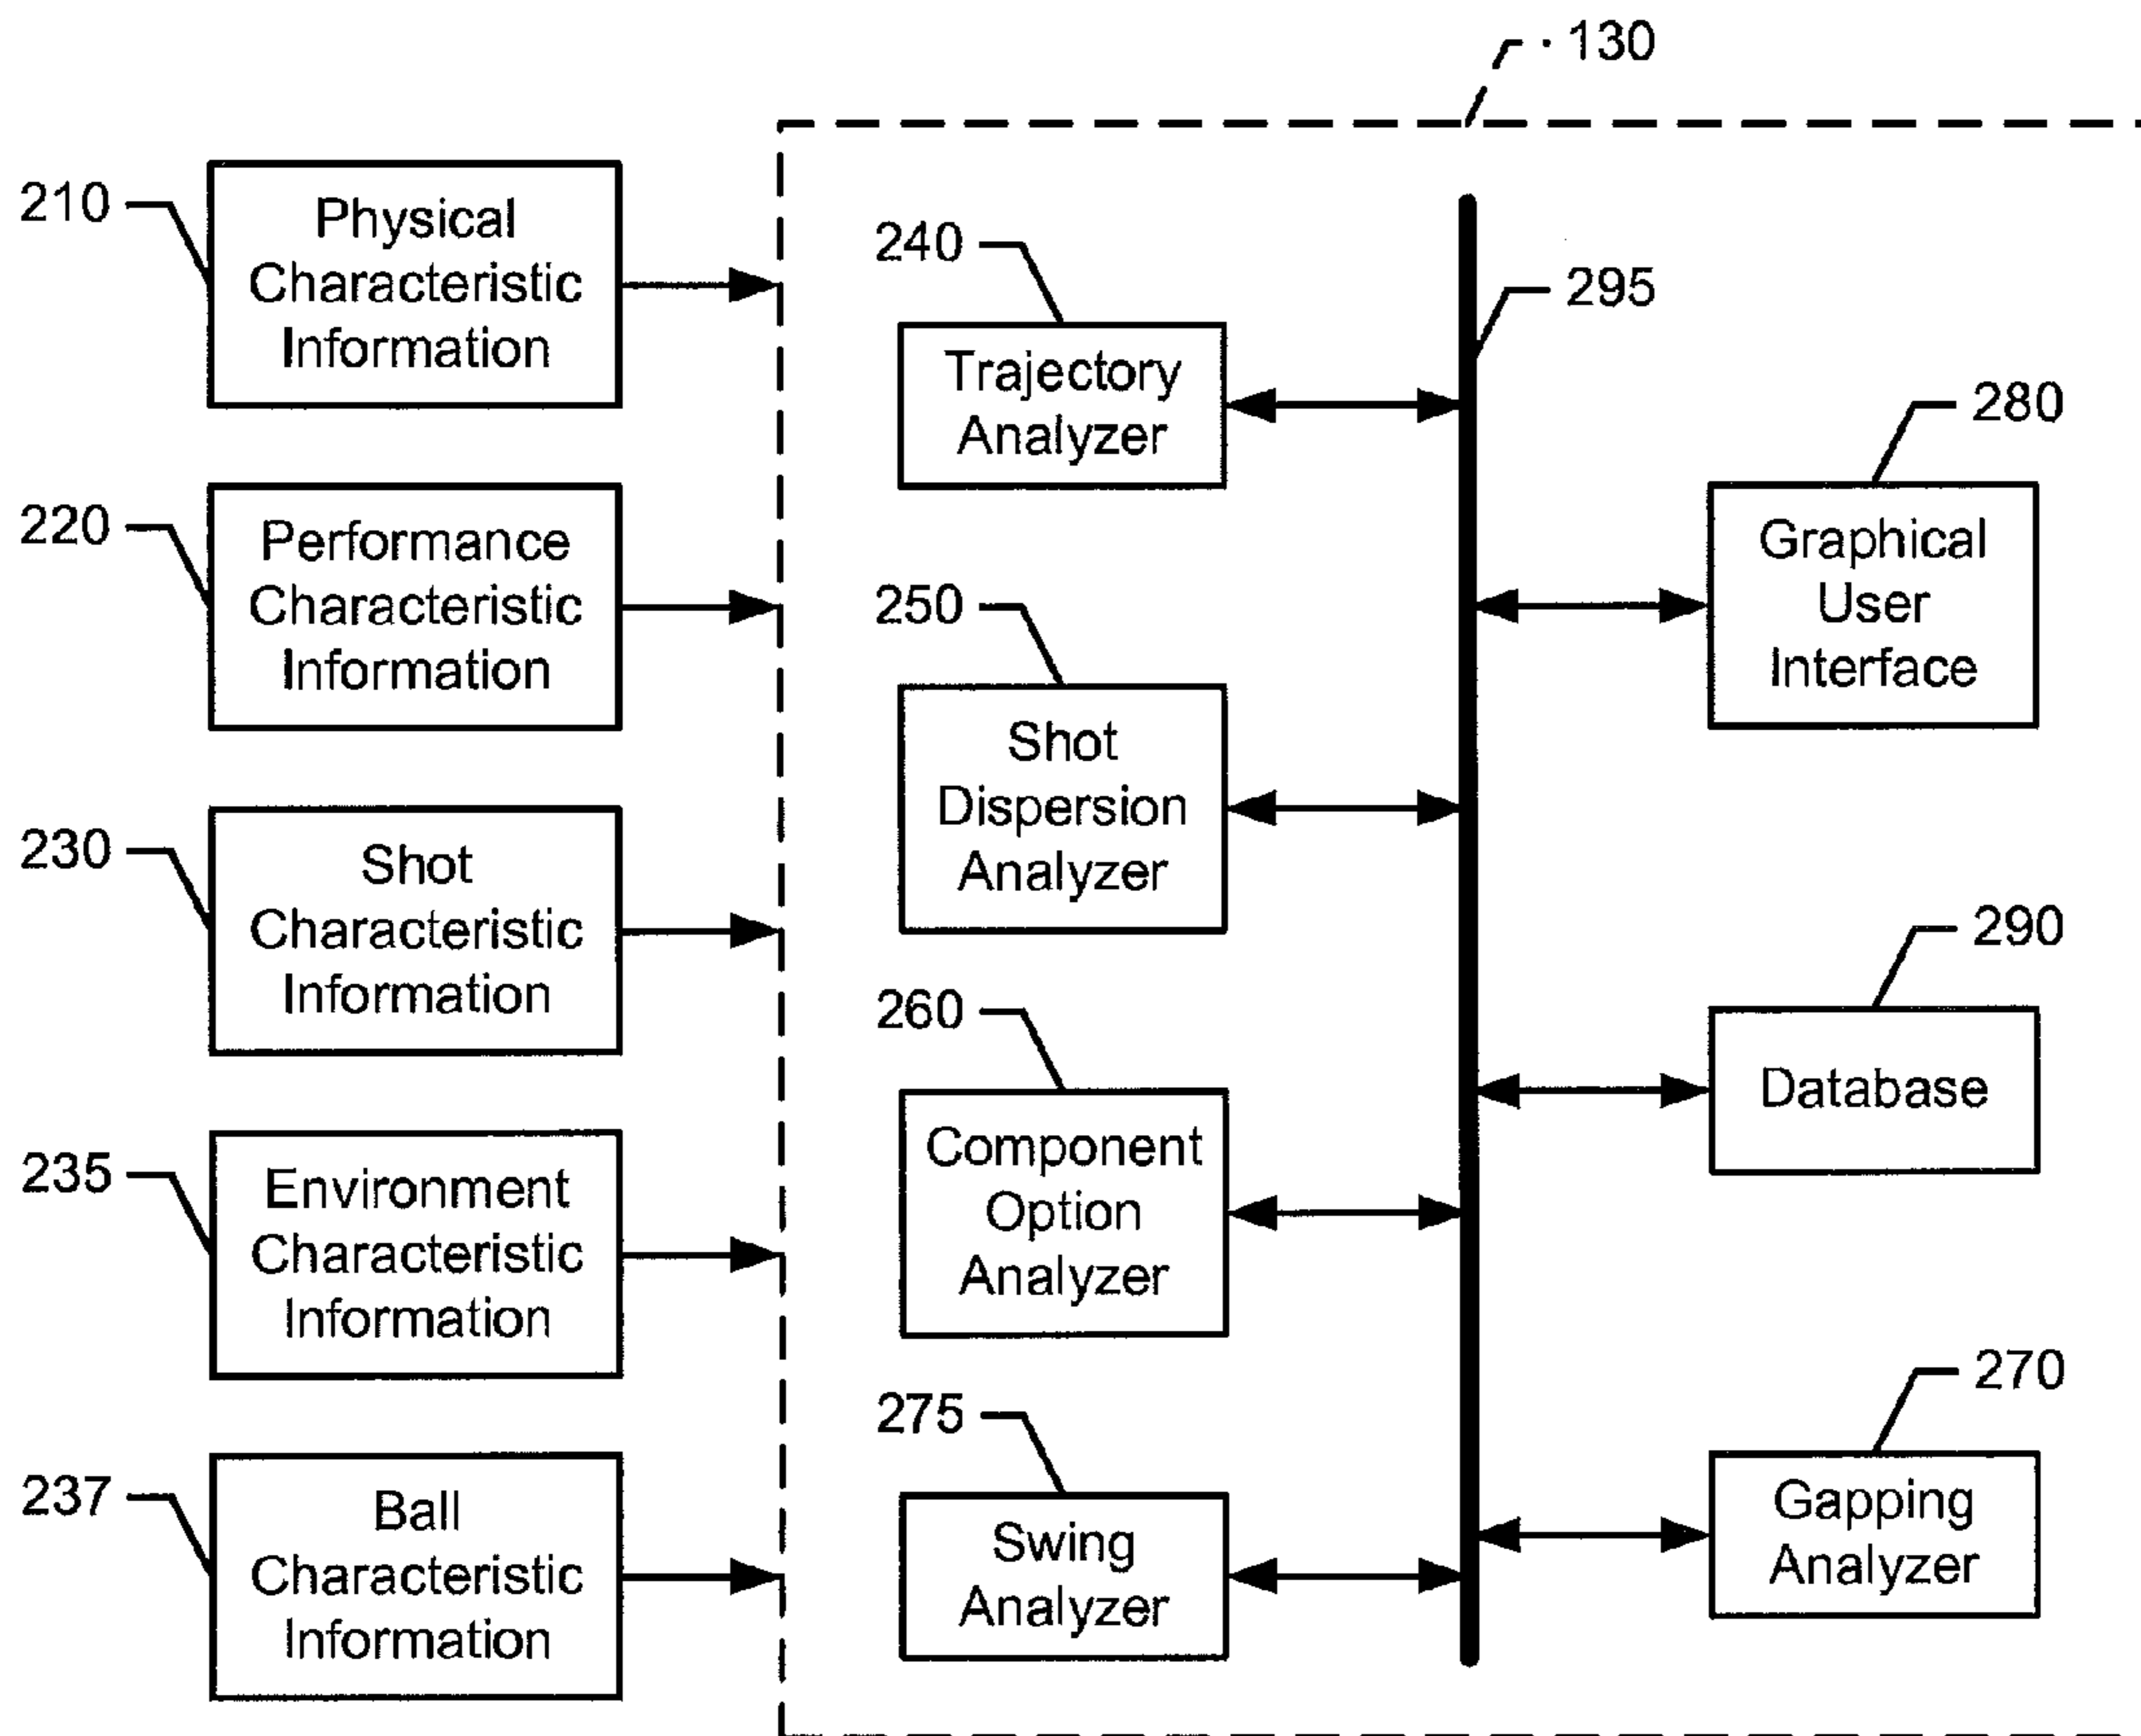 130
210
Physical
Characteristic
Information
220
Performance
Characteristic
Information
230
Shot
Characteristic
Information
235
Environment
Characteristic
Information
237
Ball
Characteristic
Information
240
Trajectory
Analyzer
250
Shot
Dispersion
Analyzer
260
Component
Option
Analyzer
275
Swing
Analyzer
295
280
Graphical
User
Interface
290
Database
270
Gapping
Analyzer